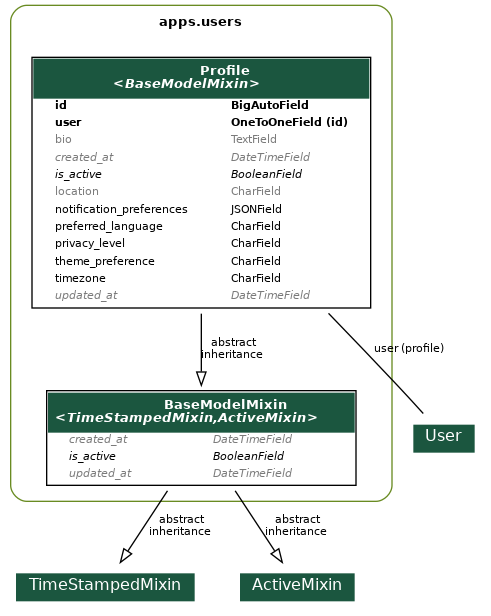 apps.users
Profile
<BaseModelMixin>
id BigAutoField
user OneToOneField (id)
bio TextField
created_at DateTimeField
is_active BooleanField
location CharField
notification_preferences JSONField
preferred_language CharField
privacy_level CharField
theme_preference CharField
timezone CharField
updated_at DateTimeField
abstract
inheritance
user (profile)
BaseModelMixin
<TimeStampedMixin,ActiveMixin>
created_at DateTimeField
is_active BooleanField
updated_at DateTimeField
User
abstract
inheritance
abstract
inheritance
TimeStampedMixin
ActiveMixin